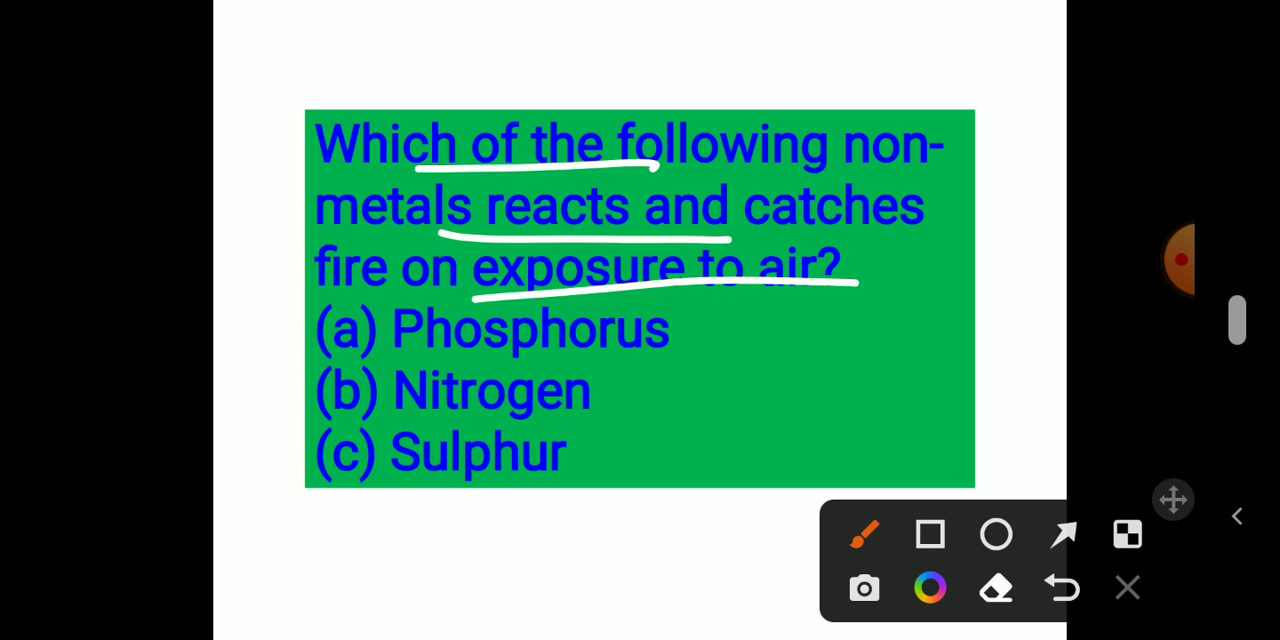 Which of the following non-
metals reacts and catches
fire on exposure to air?
(a) Phosphorus
(b) Nitrogen
(c) Sulphur